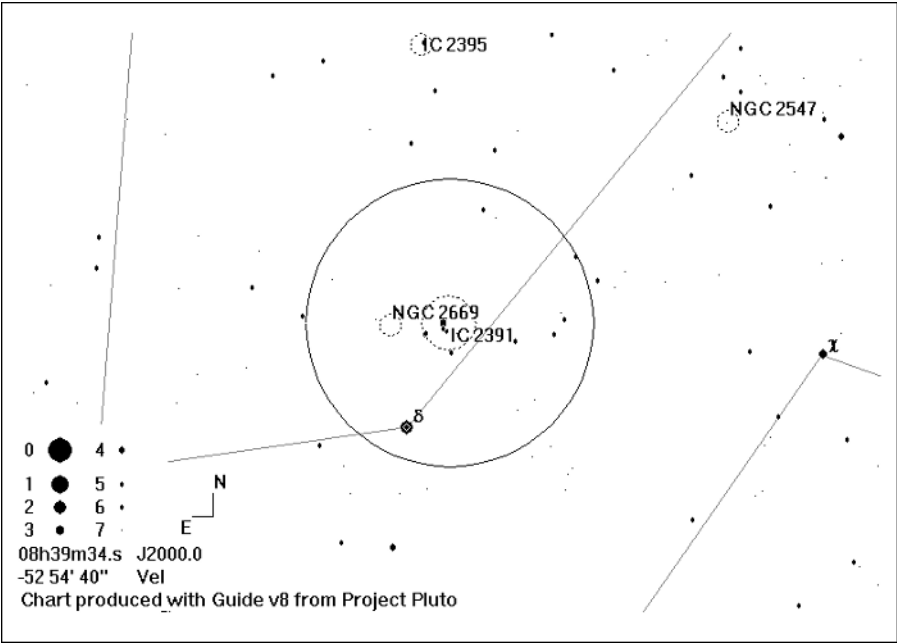 IC 2395
NGC 2547
NGC 2669
IC 2391
χ
δ
0 4
1 5
2 6
3 7
N
E
08h39m34.s J2000.0
-52 54' 40" Vel
Chart produced with Guide v8 from Project Pluto